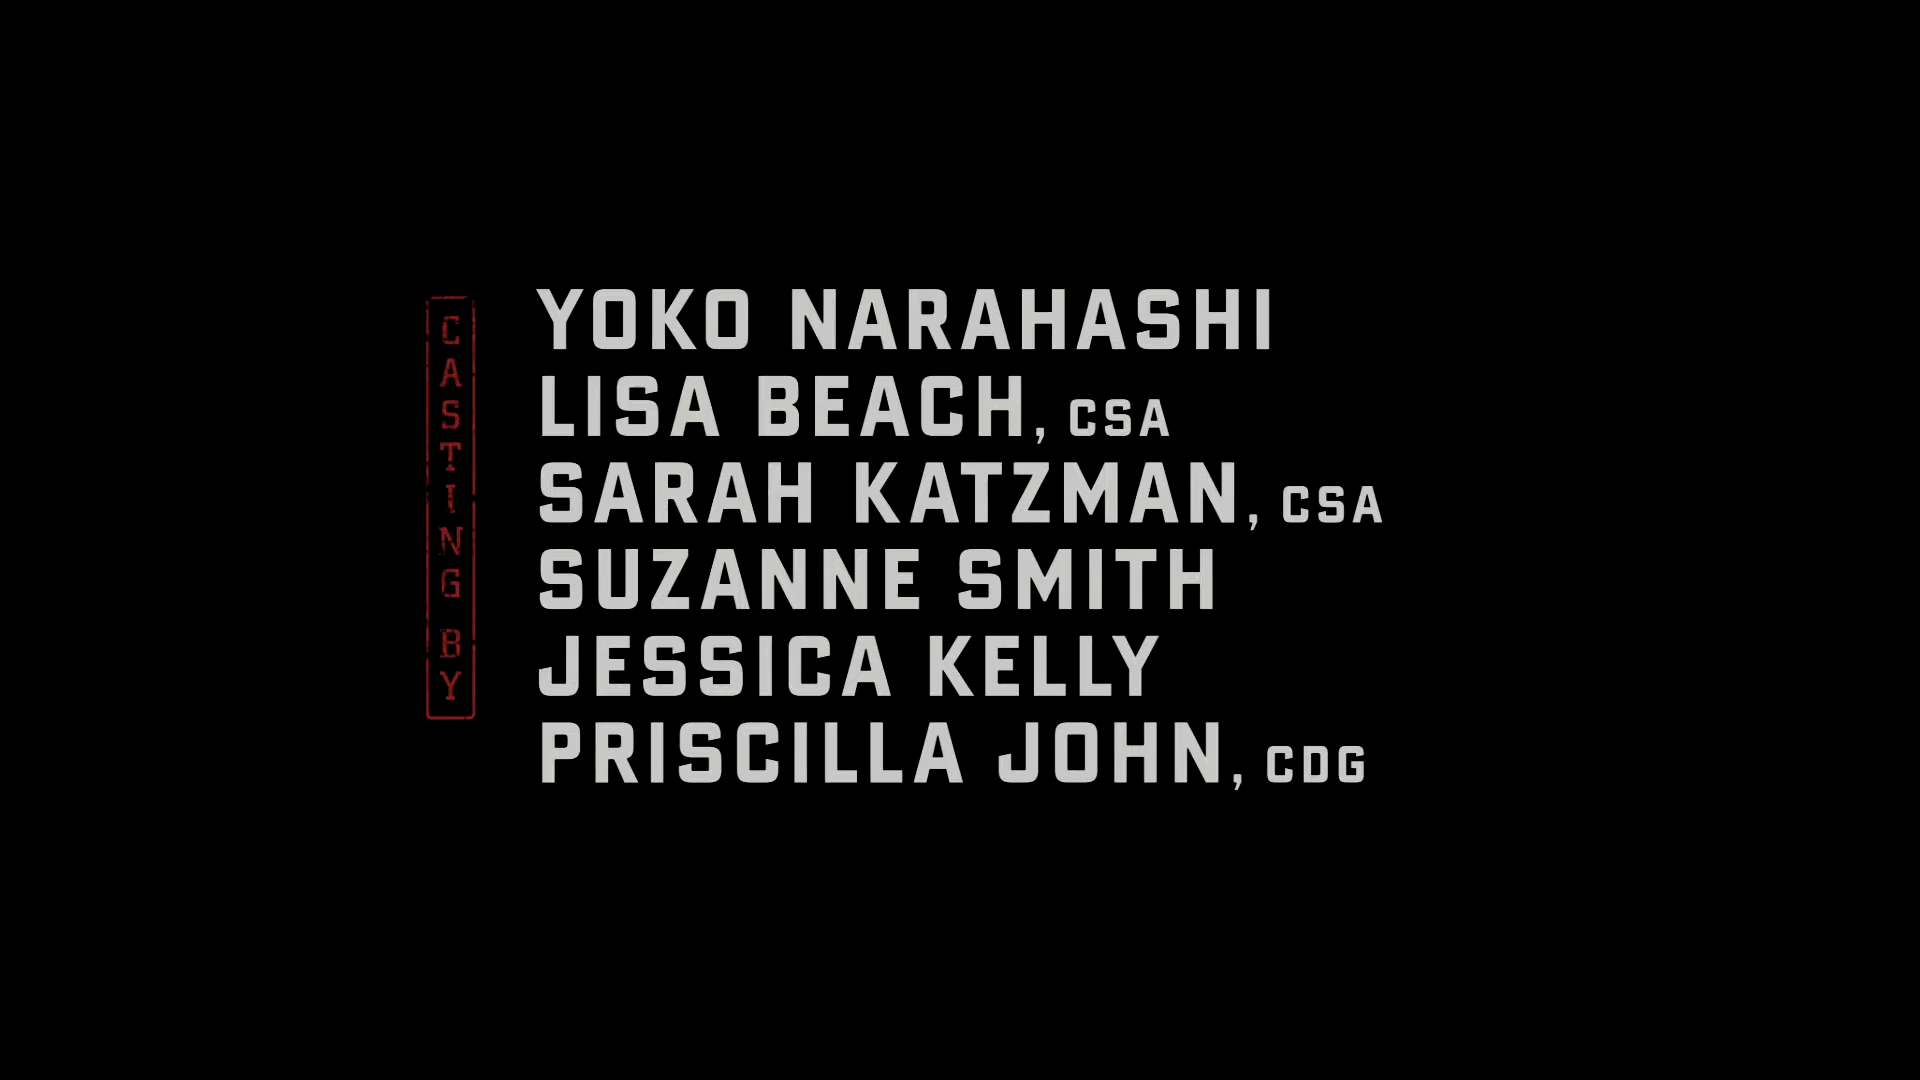 CASTING BY
YOKO NARAHASHI
LISA BEACH, CSA
SARAH KATZMAN, CSA
SUZANNE SMITH
JESSICA KELLY
PRISCILLA JOHN, CDG